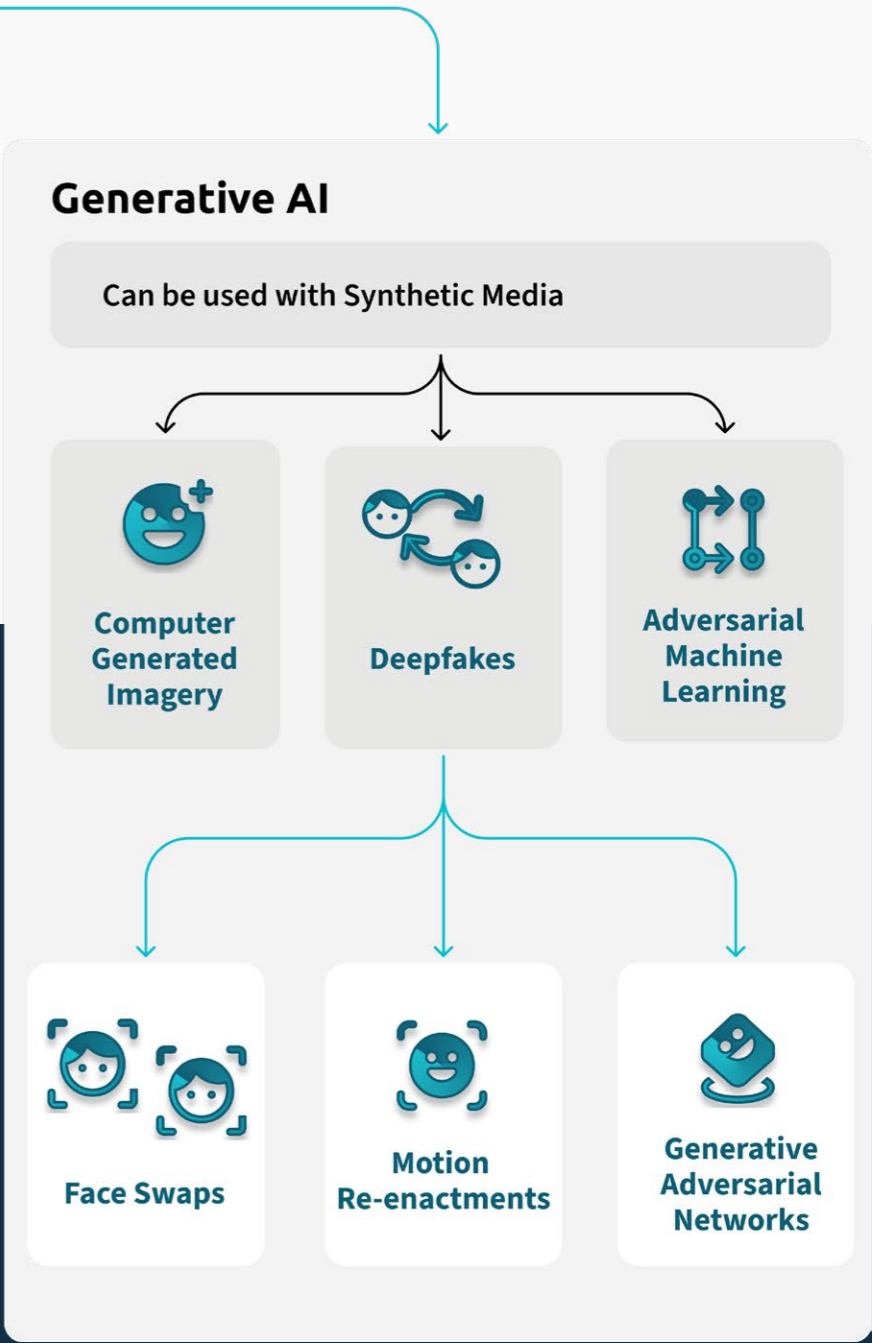 Generative AI
Can be used with Synthetic Media
Computer
Generated
Imagery
Deepfakes
Adversarial
Machine
Learning
Face Swaps
Motion
Re-enactments
Generative
Adversarial
Networks